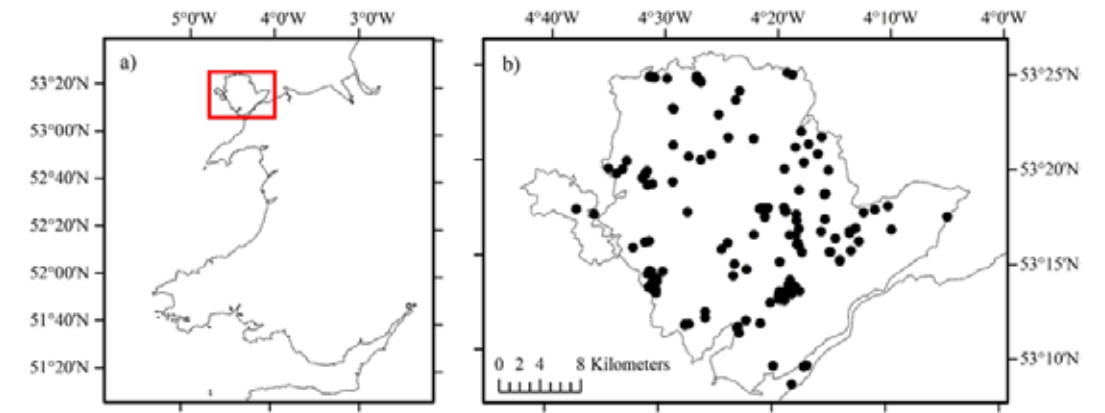 5°0'W 4°0'W 3°0'W
4°40'W 4°30'W 4°20'W 4°10'W 4°0'W
a)
b)
53°20'N
53°00'N
52°40'N
52°20'N
52°00'N
51°40'N
51°20'N
53°25'N
53°20'N
53°15'N
53°10'N
0 2 4 8 Kilometers